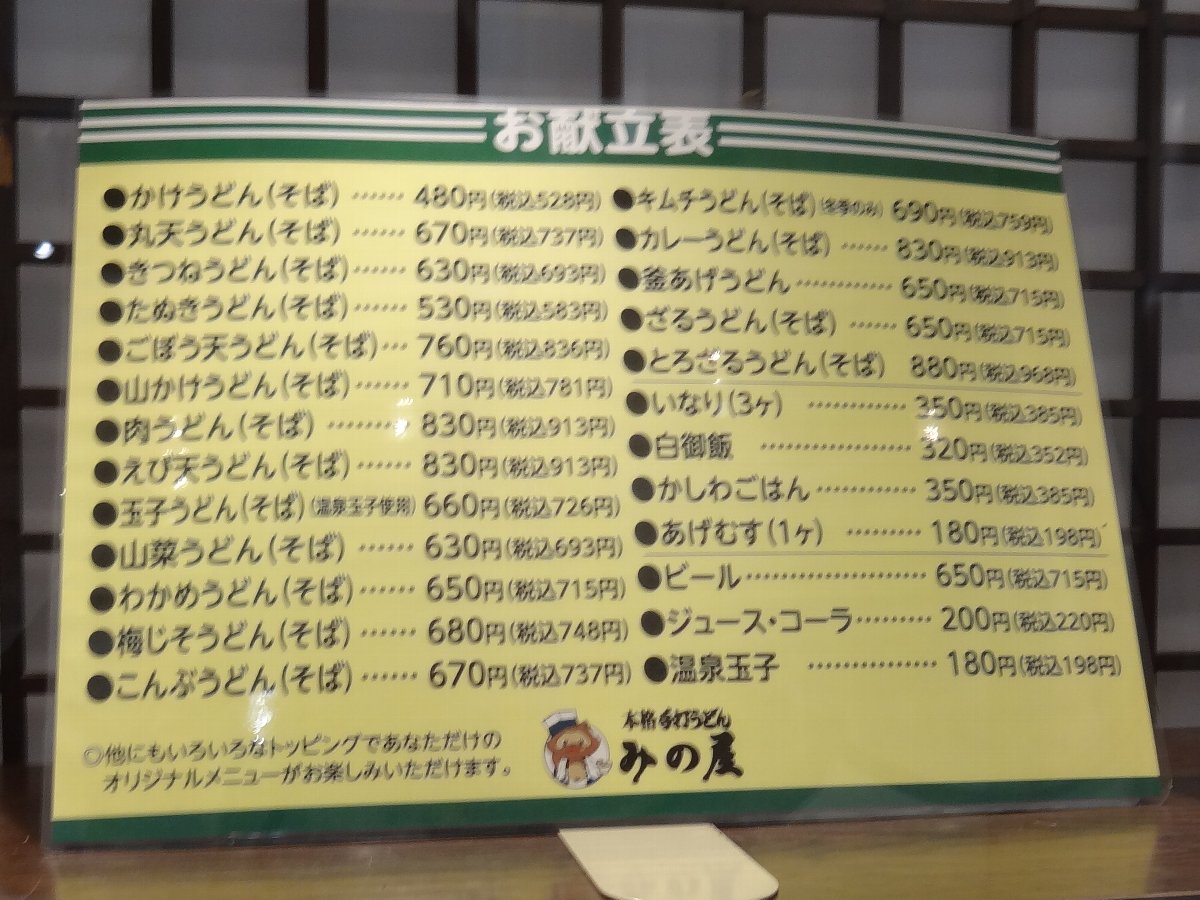 お献立表
●かけうどん(そば) …… 480円(税込528円)
●丸天うどん(そば) …… 670円(税込737円)
●きつねうどん(そば) …… 630円(税込693円)
●たぬきうどん(そば) …… 530円(税込583円)
●ごぼう天うどん(そば) … 760円(税込836円)
●山かけうどん(そば) …… 710円(税込781円)
●肉うどん(そば) ……… 830円(税込913円)
●えび天うどん(そば) …… 830円(税込913円)
●玉子うどん(そば)(温泉玉子使用) 660円(税込726円)
●山菜うどん(そば) …… 630円(税込693円)
●わかめうどん(そば) …… 650円(税込715円)
●梅じそうどん(そば) …… 680円(税込748円)
●こんぶうどん(そば) …… 670円(税込737円)
●キムチうどん(そば)(冬季のみ) 690円(税込759円)
●カレーうどん(そば) …… 830円(税込913円)
●釜あげうどん ………… 650円(税込715円)
●ざるうどん(そば) …… 650円(税込715円)
●とろざるうどん(そば) 880円(税込968円)
●いなり(3ヶ) ………… 350円(税込385円)
●白御飯 …………… 320円(税込352円)
●かしわごはん ………… 350円(税込385円)
●あげむす(1ヶ) ……… 180円(税込198円)
●ビール ………………… 650円(税込715円)
●ジュース・コーラ ……… 200円(税込220円)
●温泉玉子 ………… 180円(税込198円)
◎他にもいろいろなトッピングであなただけの
オリジナルメニューがお楽しみいただけます。
本格手打うどん
みの屋